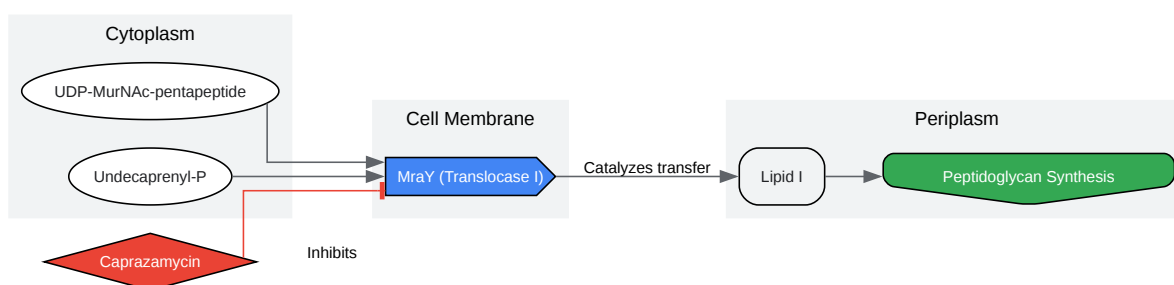 Cytoplasm
UDP-MurNAc-pentapeptide
Undecaprenyl-P
Caprazamycin
Inhibits
Cell Membrane
MraY (Translocase I)
Catalyzes transfer
Periplasm
Lipid I
Peptidoglycan Synthesis